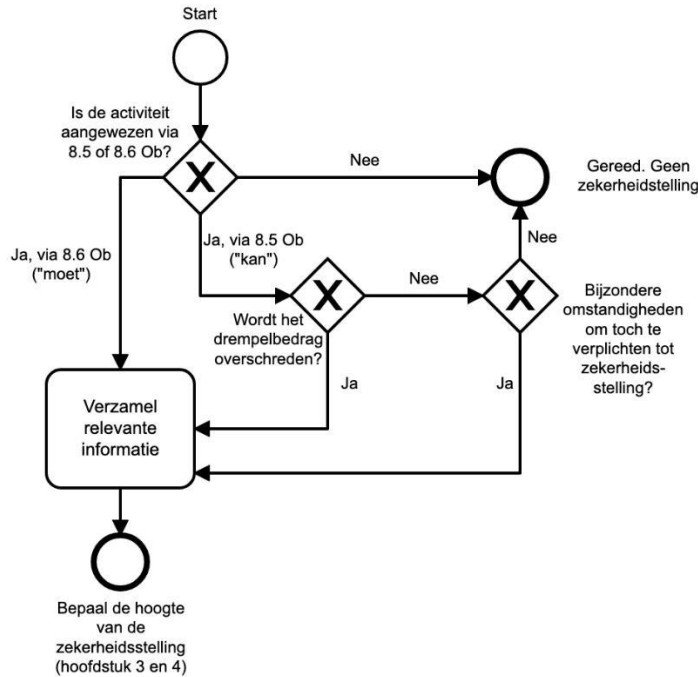 Start
Is de activiteit
aangewezen via
8.5 of 8.6 Ob?
X
Nee
Gereed. Geen
zekerheidstelling
Ja, via 8.6 Ob
("moet")
Ja, via 8.5 Ob
("kan")
X
Nee
X
Nee
Wordt het
drempelbedrag
overschreden?
Bijzondere
omstandigheden
om toch te
verplichten tot
zekerheids-
stelling?
Ja
Ja
Verzamel
relevante
informatie
Bepaal de hoogte
van de
zekerheidsstelling
(hoofdstuk 3 en 4)